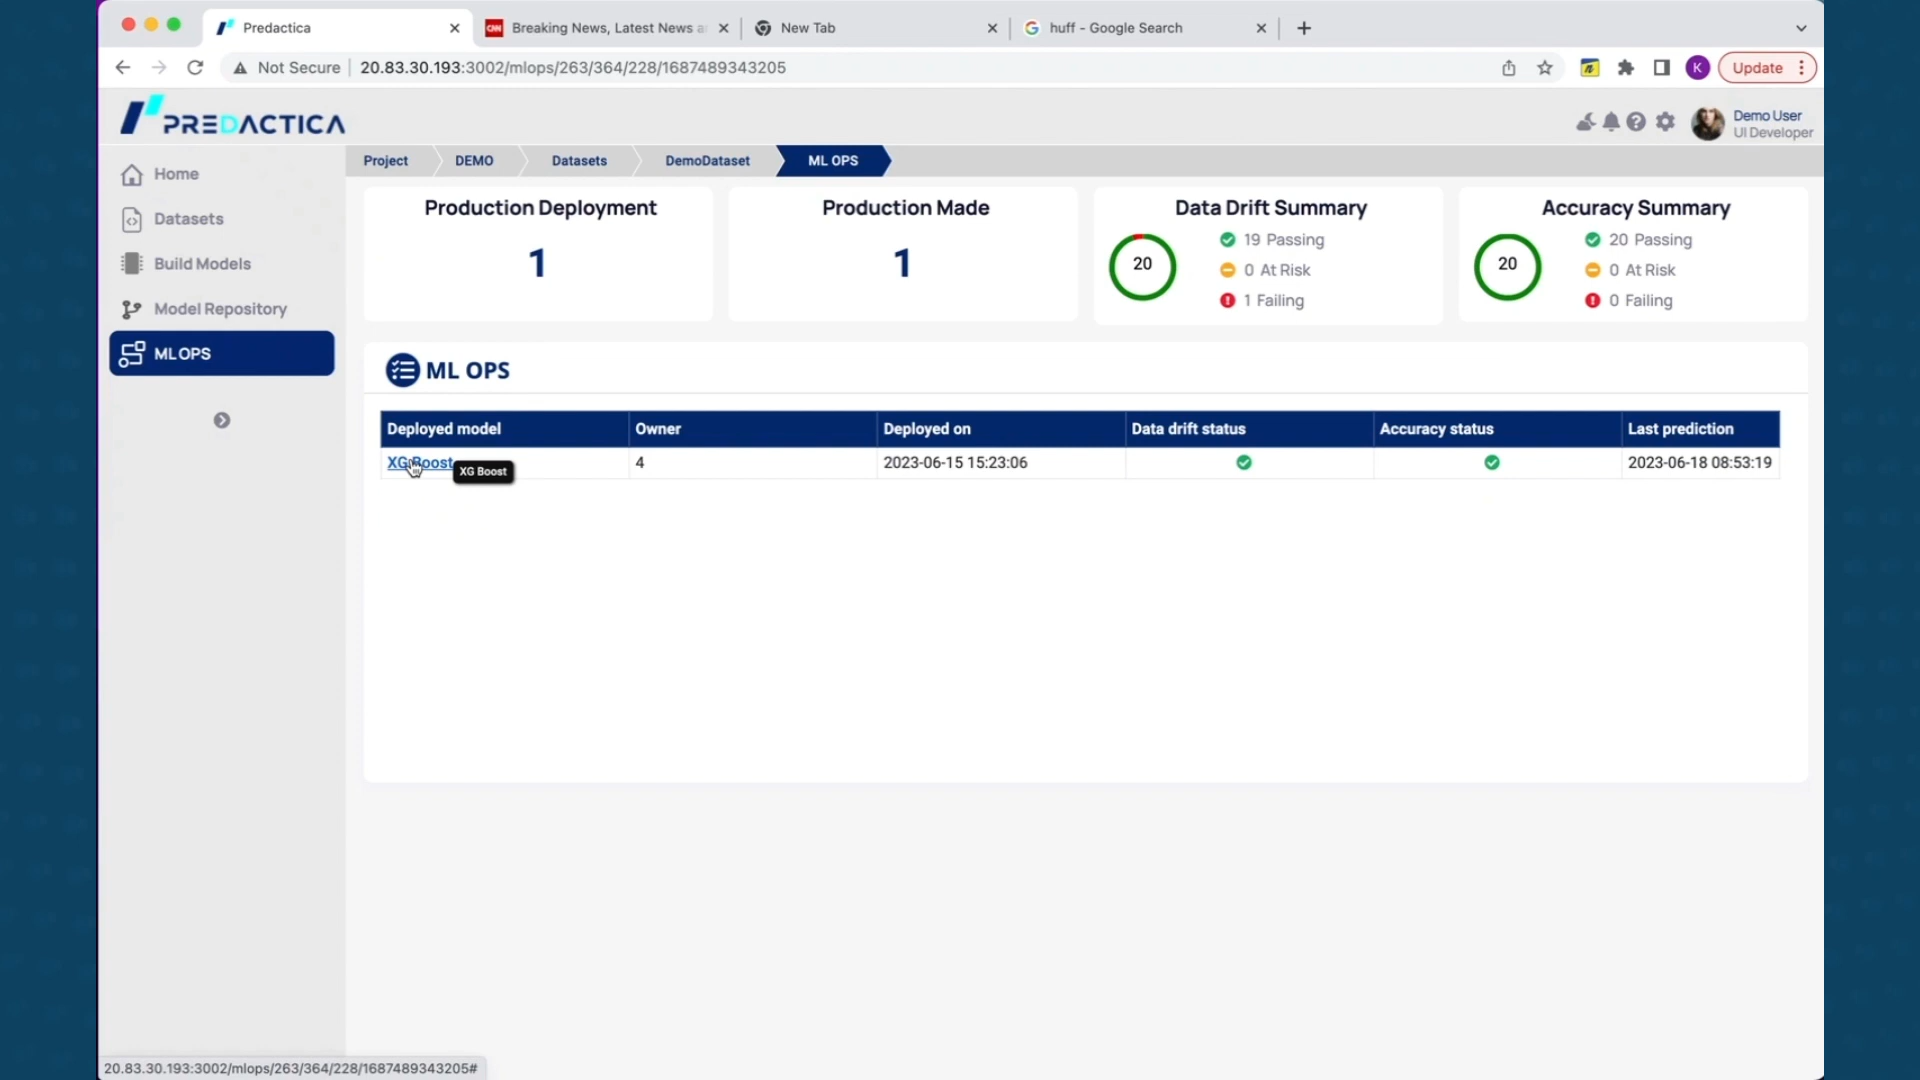 Predactica
Breaking News, Latest News a
New Tab
huff - Google Search
Not Secure
20.83.30.193:3002/mlops/263/364/228/1687489343205
K
Update
PREDACTICA
Demo User
UI Developer
Home
Datasets
Build Models
Model Repository
ML OPS
Project
DEMO
Datasets
DemoDataset
ML OPS
Production Deployment
1
Production Made
1
Data Drift Summary
20
19 Passing
0 At Risk
1 Failing
Accuracy Summary
20
20 Passing
0 At Risk
0 Failing
ML OPS
Deployed model Owner Deployed on Data drift status Accuracy status Last prediction
XG Boost 4 2023-06-15 15:23:06 2023-06-18 08:53:19
XG Boost
20.83.30.193:3002/mlops/263/364/228/1687489343205#